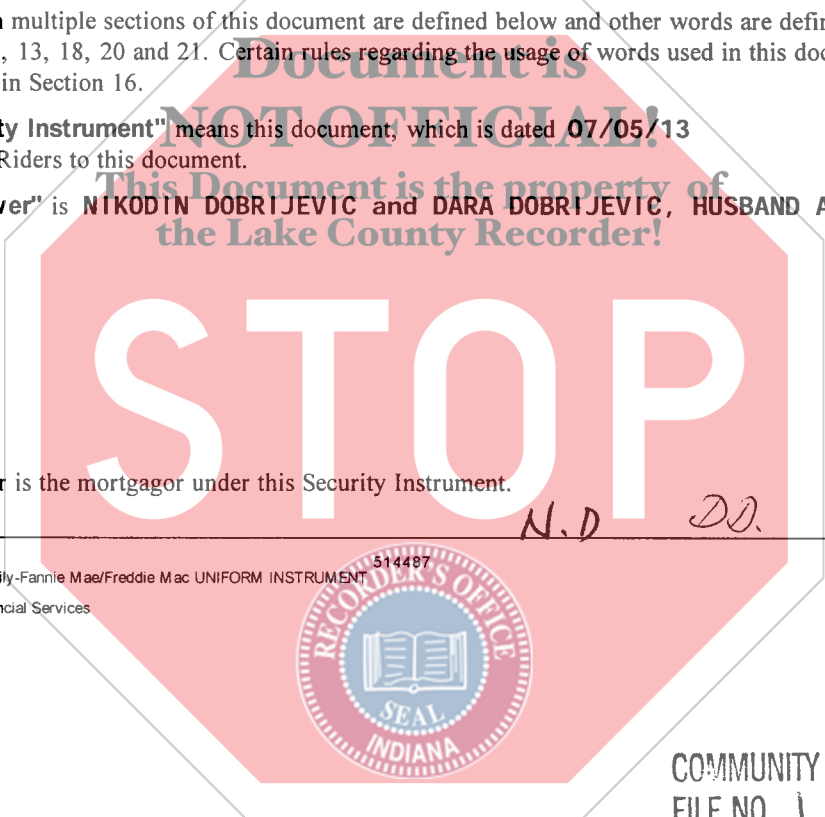 multiple sections of this document are defined below and other words are defin
, 13, 18, 20 and 21. Certain rules regarding the usage of words used in this doc
Document is
in Section 16.
NOT OFFICIAL!
ty Instrument" means this document, which is dated 07/05/13
Riders to this document.
This Document is the property of
ver" is NIKODIN DOBRIJEVIC and DARA DOBRIJEVIC, HUSBAND A
the Lake County Recorder!
STOP
r is the mortgagor under this Security Instrument.
N.D DD.
514487
ily-Fannie Mae/Freddie Mac UNIFORM INSTRUMENT
ncial Services
RECORDER'S OFFICE
SEAL
INDIANA
COMMUNITY
FILE NO